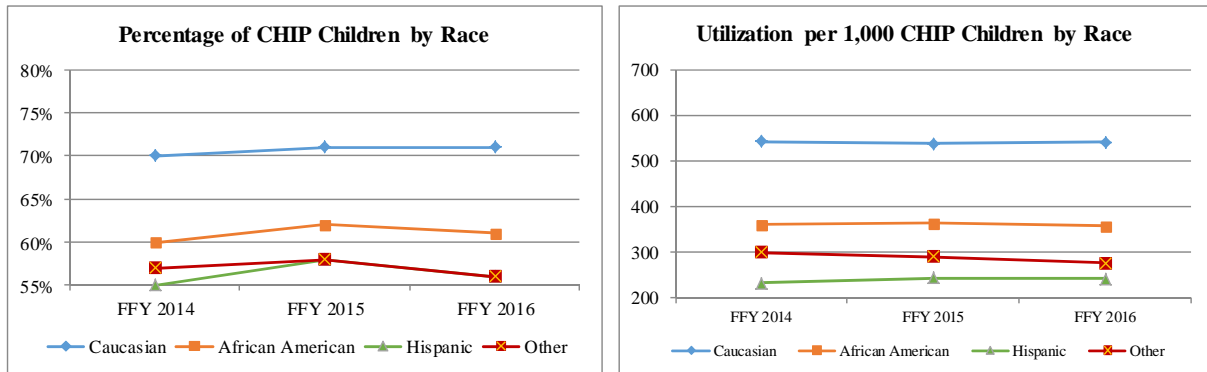 Percentage of CHIP Children by Race
80%
75%
70%
65%
60%
55%
FFY 2014 FFY 2015 FFY 2016
Caucasian African American Hispanic Other
Utilization per 1,000 CHIP Children by Race
700
600
500
400
300
200
FFY 2014 FFY 2015 FFY 2016
Caucasian African American Hispanic Other